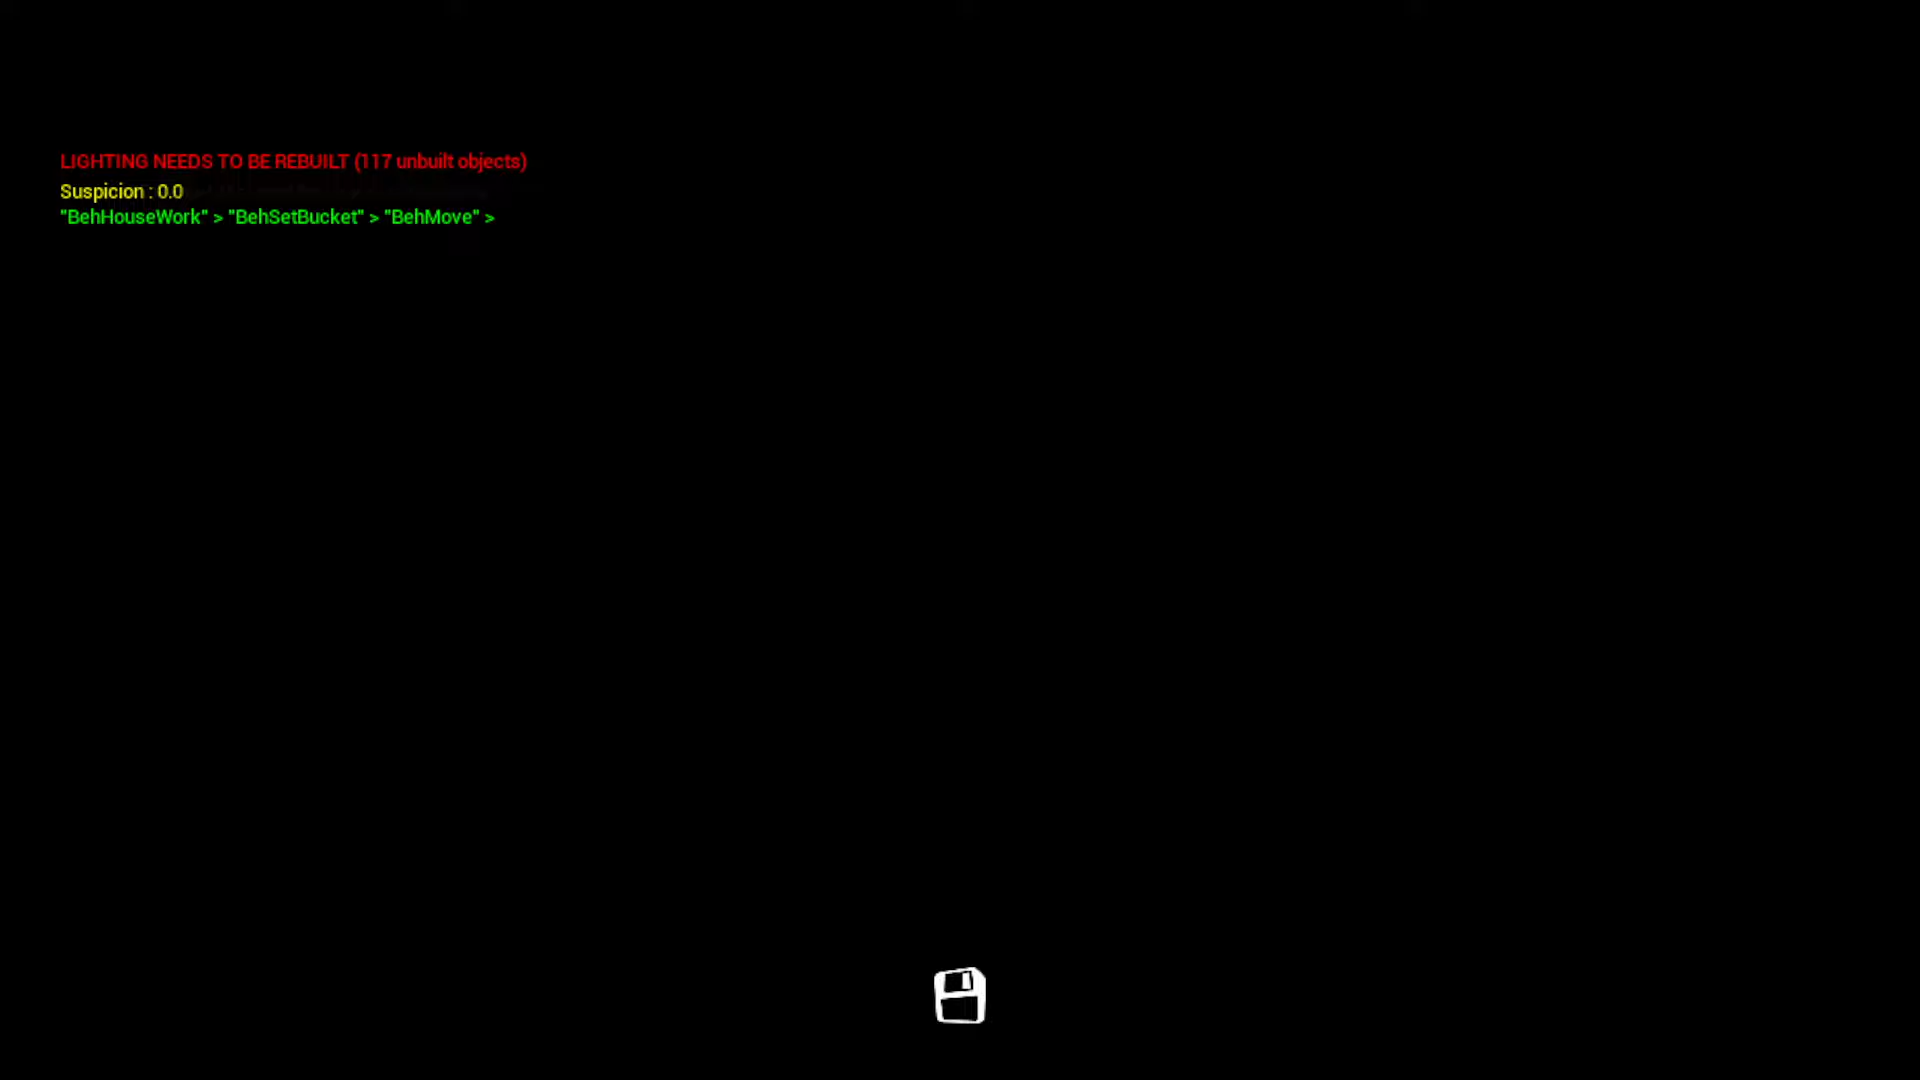 LIGHTING NEEDS TO BE REBUILT (117 unbuilt objects)
Suspicion : 0.0
"BehHouseWork" > "BehSetBucket" > "BehMove" >